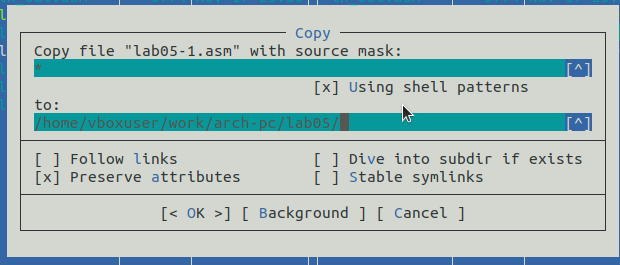 Copy
Copy file "lab05-1.asm" with source mask:
* [^]
[x] Using shell patterns
to:
/home/vboxuser/work/arch-pc/lab05/ [^]
[ ] Follow links [ ] Dive into subdir if exists
[x] Preserve attributes [ ] Stable symlinks
[< OK >] [ Background ] [ Cancel ]